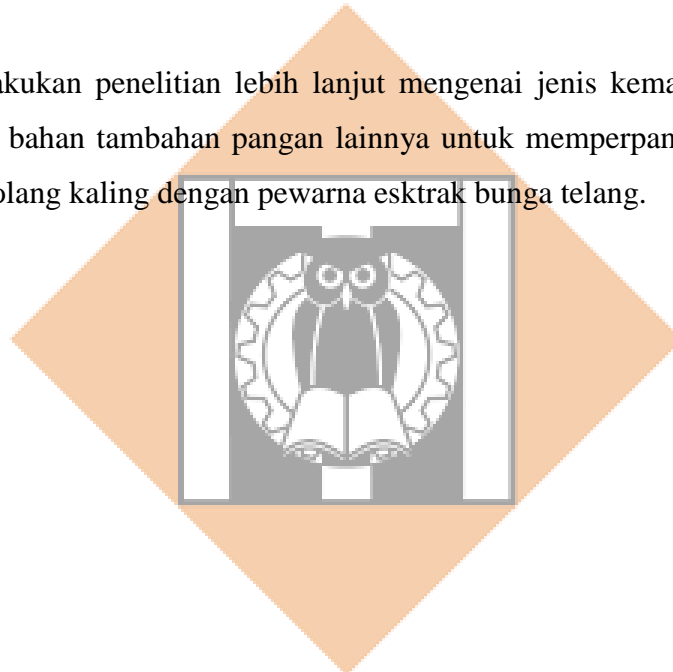 akukan penelitian lebih lanjut mengenai jenis kema
bahan tambahan pangan lainnya untuk memperpan
olang kaling dengan pewarna esktrak bunga telang.